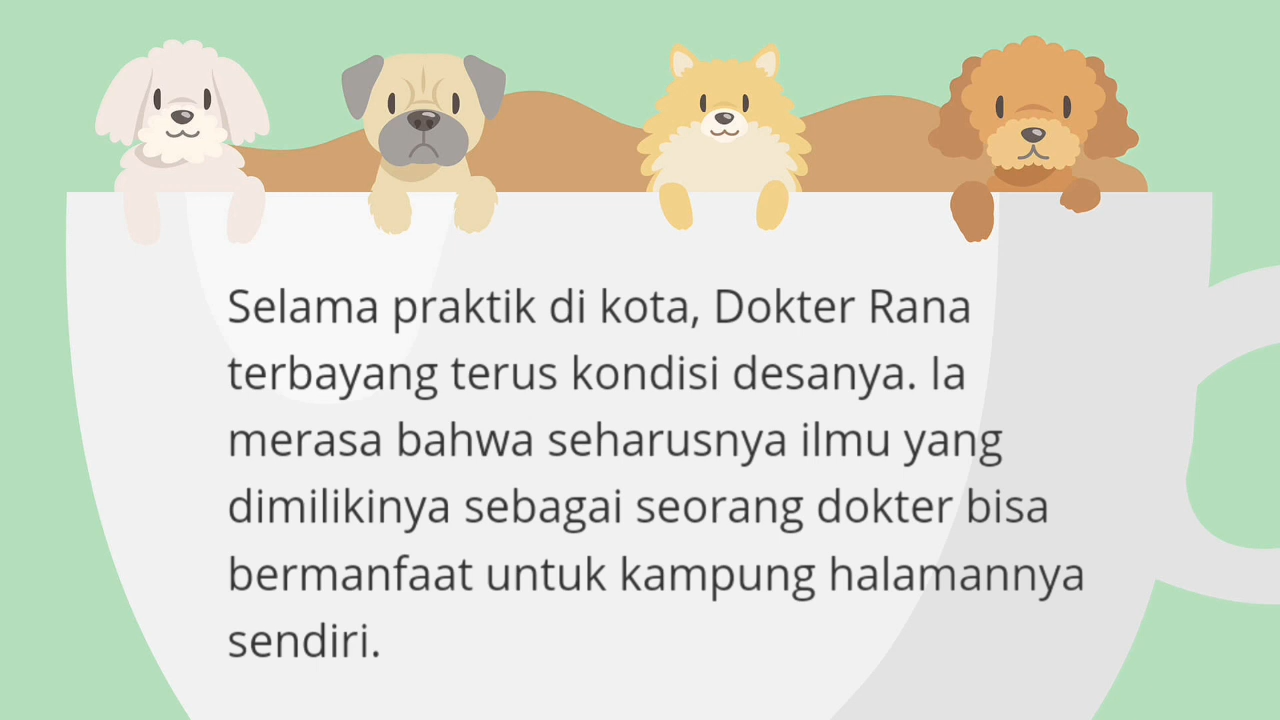 Selama praktik di kota, Dokter Rana
terbayang terus kondisi desanya. Ia
merasa bahwa seharusnya ilmu yang
dimilikinya sebagai seorang dokter bisa
bermanfaat untuk kampung halamannya
sendiri.